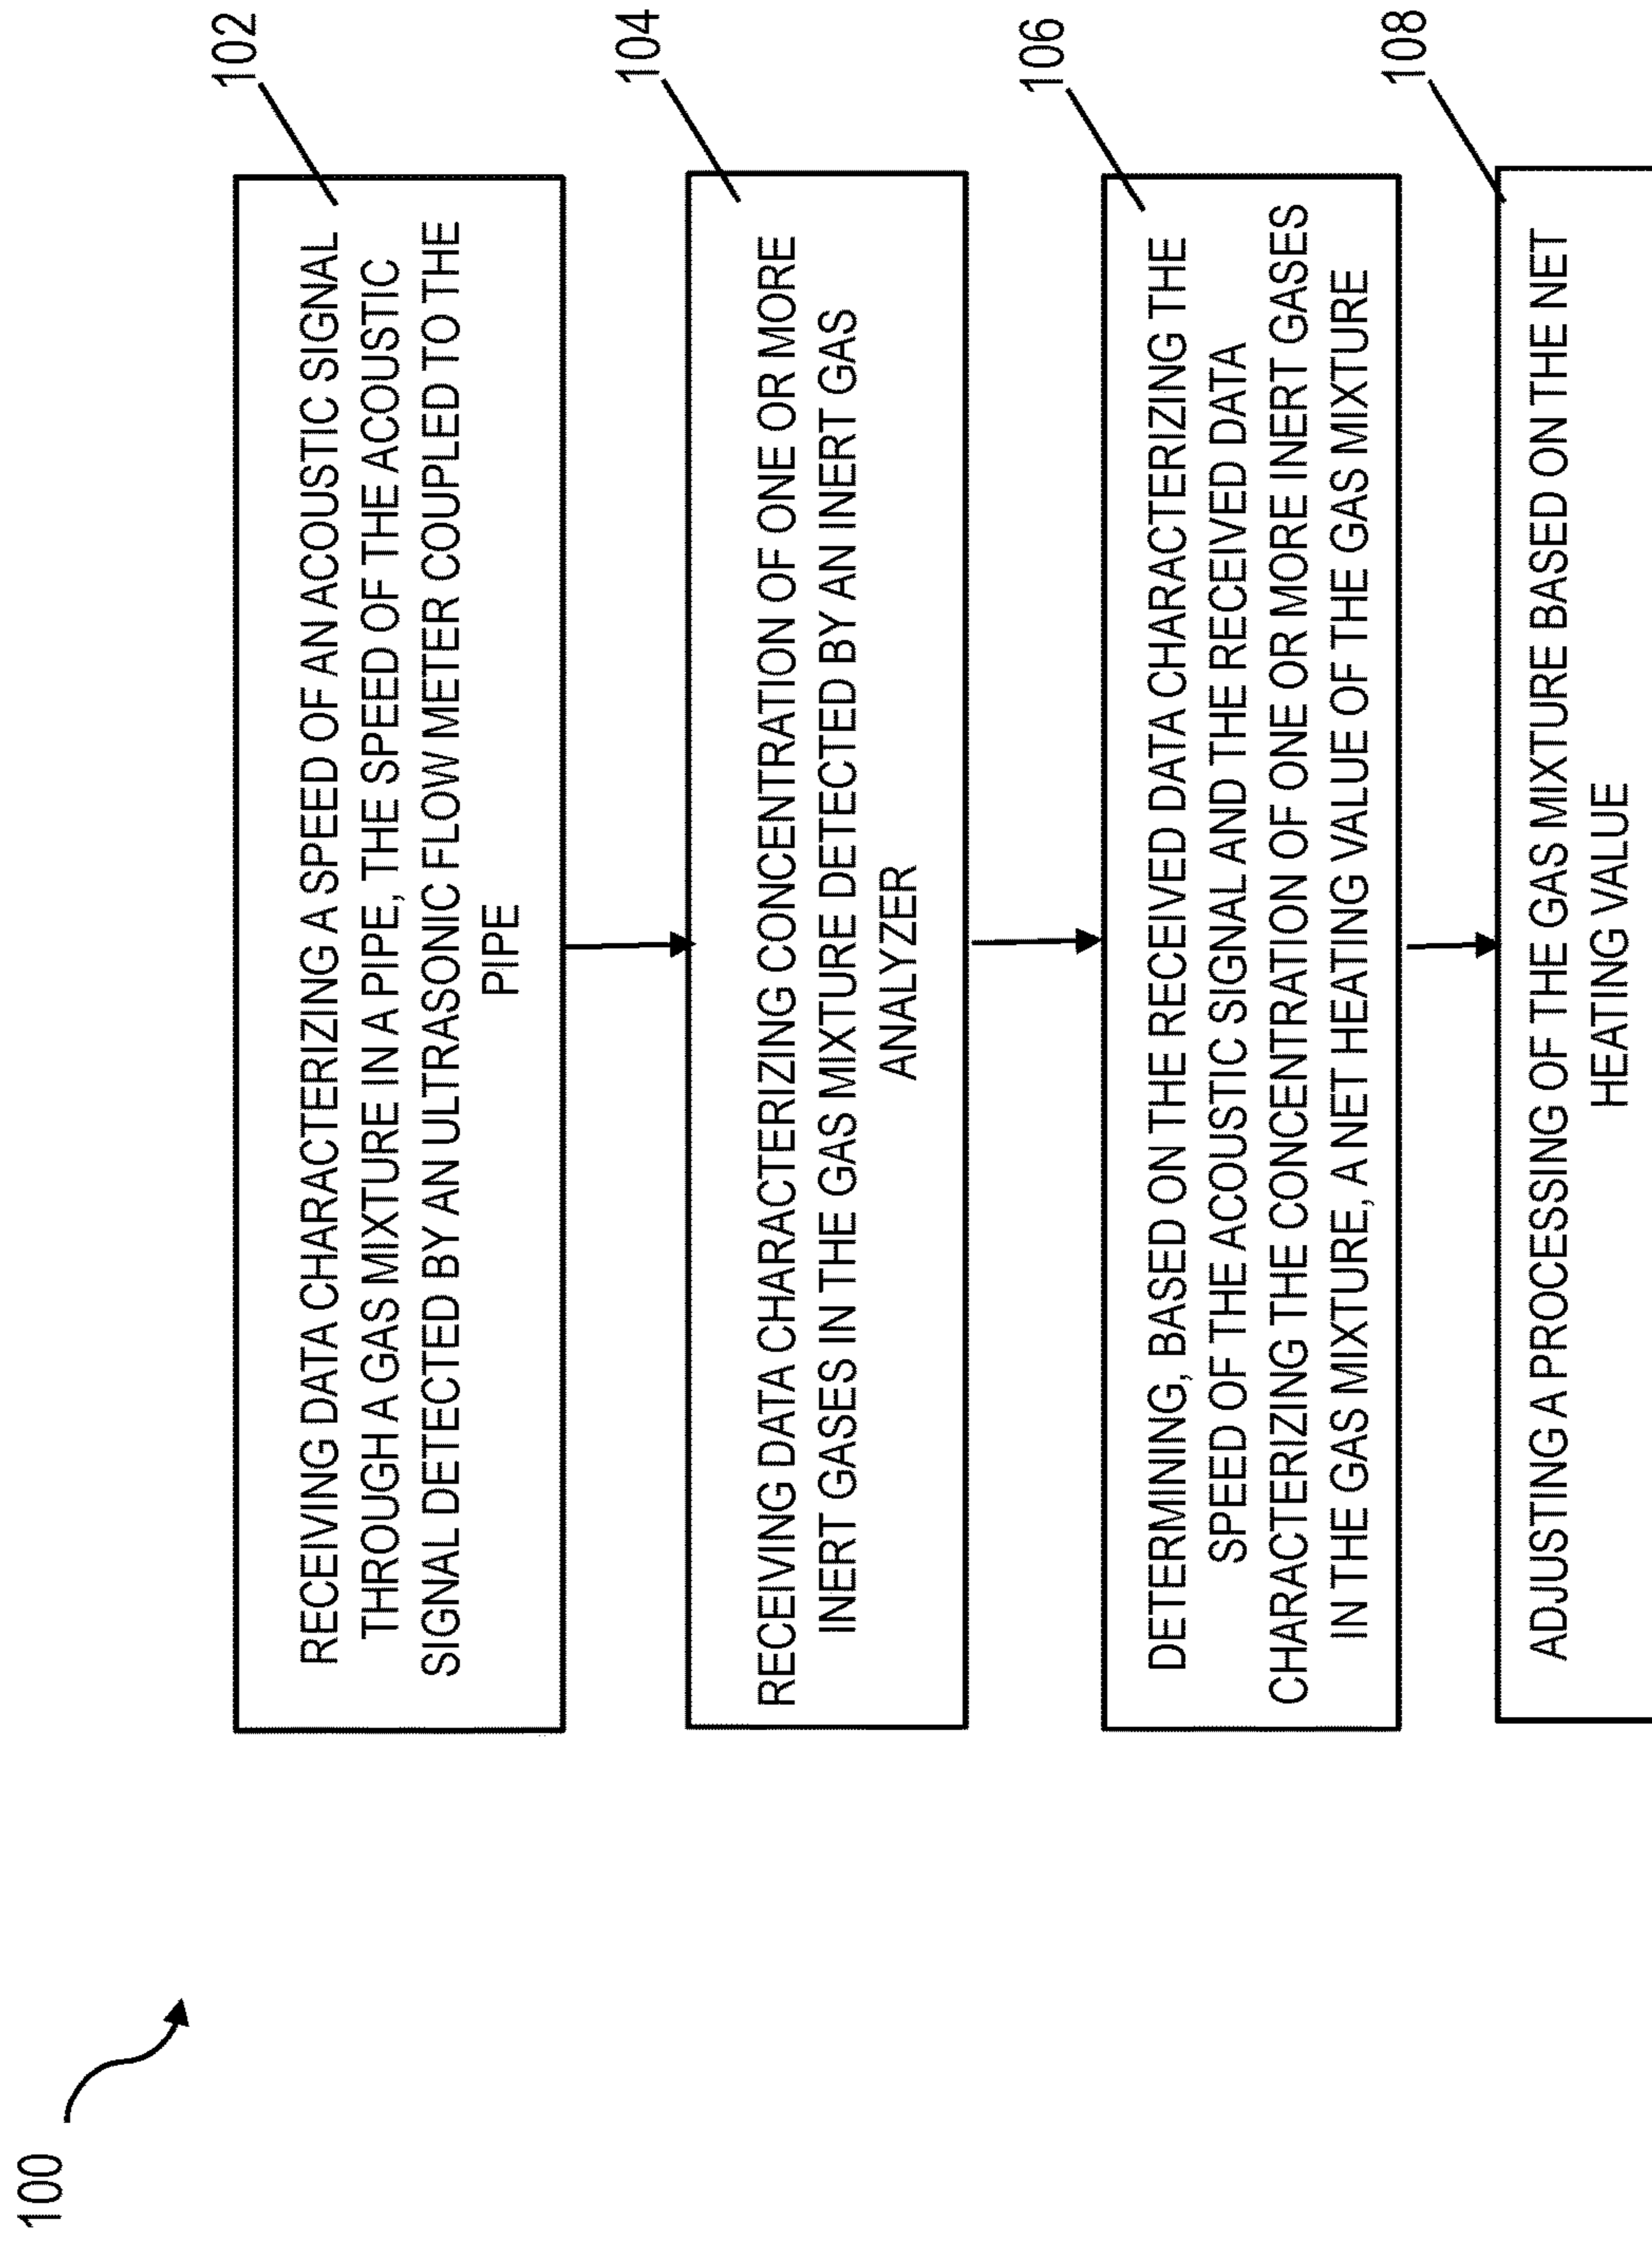 100
102
RECEIVING DATA CHARACTERIZING A SPEED OF AN ACOUSTIC SIGNAL
THROUGH A GAS MIXTURE IN A PIPE, THE SPEED OF THE ACOUSTIC
SIGNAL DETECTED BY AN ULTRASONIC FLOW METER COUPLED TO THE
PIPE
104
RECEIVING DATA CHARACTERIZING CONCENTRATION OF ONE OR MORE
INERT GASES IN THE GAS MIXTURE DETECTED BY AN INERT GAS
ANALYZER
106
DETERMINING, BASED ON THE RECEIVED DATA CHARACTERIZING THE
SPEED OF THE ACOUSTIC SIGNAL AND THE RECEIVED DATA
CHARACTERIZING THE CONCENTRATION OF ONE OR MORE INERT GASES
IN THE GAS MIXTURE, A NET HEATING VALUE OF THE GAS MIXTURE
108
ADJUSTING A PROCESSING OF THE GAS MIXTURE BASED ON THE NET
HEATING VALUE